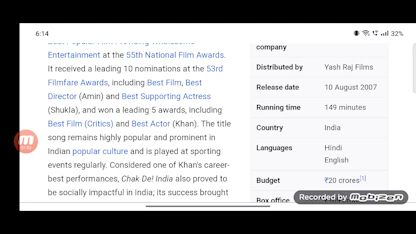 6:14
32%
Best Popular Film Providing Wholesome
Entertainment at the 55th National Film Awards.
It received a leading 10 nominations at the 53rd
Filmfare Awards, including Best Film, Best
Director (Amin) and Best Supporting Actress
(Shukla), and won a leading 5 awards, including
Best Film (Critics) and Best Actor (Khan). The title
song remains highly popular and prominent in
Indian popular culture and is played at sporting
events regularly. Considered one of Khan's career-
best performances, Chak De! India also proved to
be socially impactful in India; its success brought
company
Distributed by Yash Raj Films
Release date 10 August 2007
Running time 149 minutes
Country India
Languages Hindi
English
Budget ₹20 crores[1]
Box office
Recorded by Mobizen